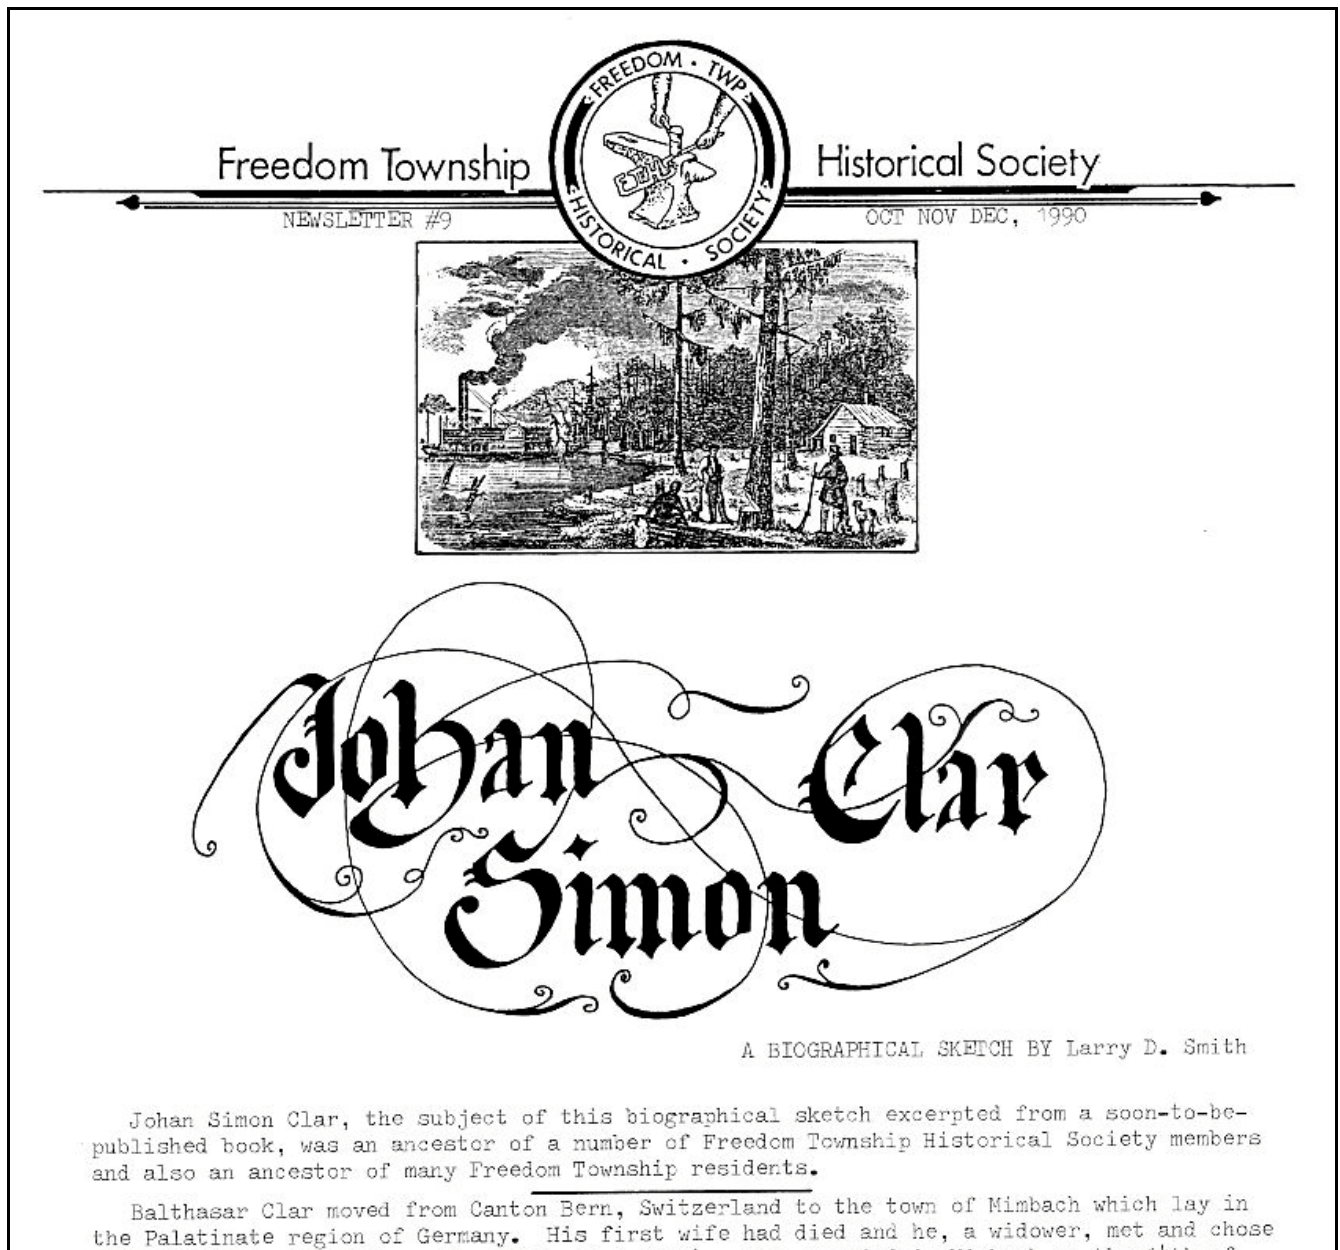 FREEDOM · TWP
HISTORICAL · SOCIETY
Freedom Township Historical Society
NEWSLETTER #9 OCT NOV DEC, 1990
Johan Clar
Simon
A BIOGRAPHICAL SKETCH BY Larry D. Smith
Johan Simon Clar, the subject of this biographical sketch excerpted from a soon-to-be-
published book, was an ancestor of a number of Freedom Township Historical Society members
and also an ancestor of many Freedom Township residents.
Balthasar Clar moved from Canton Bern, Switzerland to the town of Mimbach which lay in
the Palatinate region of Germany. His first wife had died and he, a widower, met and chose